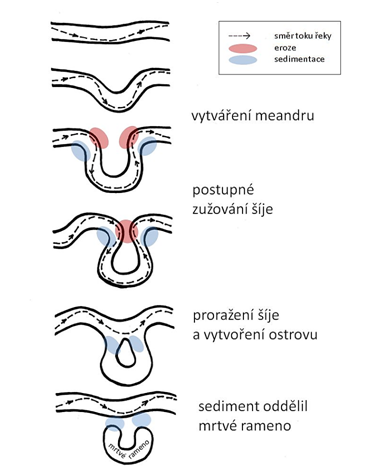 směr toku řeky
eroze
sedimentace
vytváření meandru
postupné
zužování šíje
proražení šíje
a vytvoření ostrovu
sediment oddělil
mrtvé rameno
mrtvé rameno